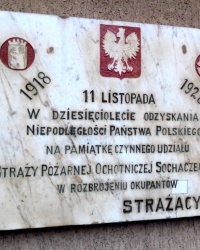 1918 192
11 LISTOPADA
W DZIESIĘCIOLECIE ODZYSKANIA
NIEPODLEGŁOŚCI PAŃSTWA POLSKIEGO
NA PAMIĄTKĘ CZYNNEGO UDZIAŁU
STRAŻY POŻARNEJ OCHOTNICZEJ SOCHACZEW
W ROZBROJENIU OKUPANTÓW
STRAŻACY